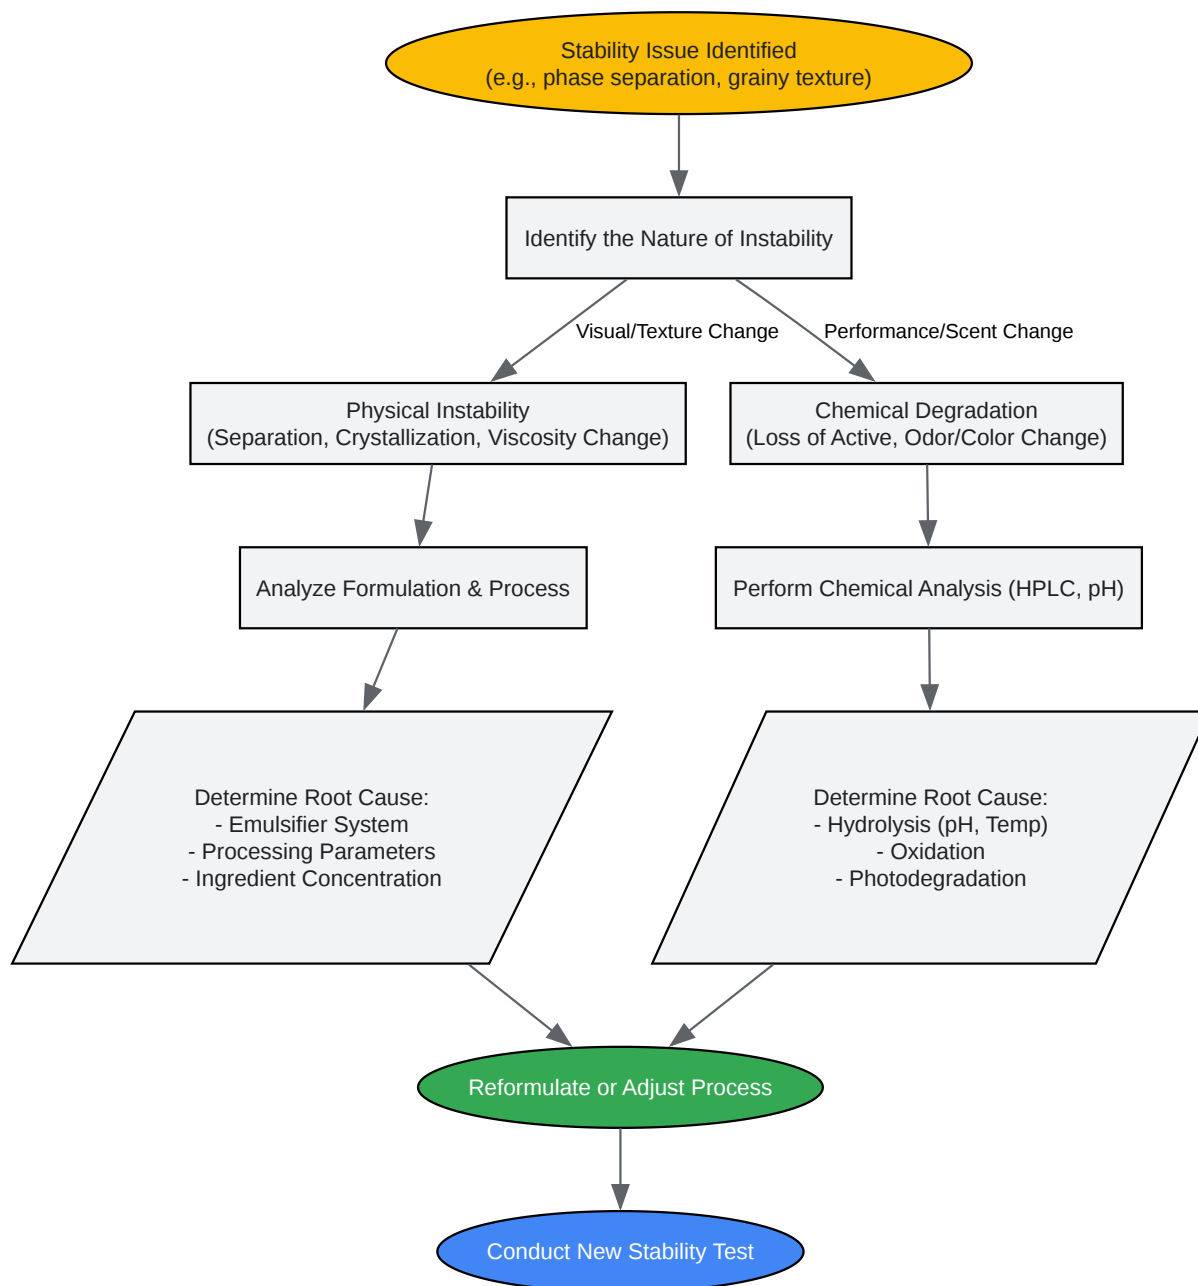 Stability Issue Identified
(e.g., phase separation, grainy texture)
Identify the Nature of Instability
Visual/Texture Change
Performance/Scent Change
Physical Instability
(Separation, Crystallization, Viscosity Change)
Chemical Degradation
(Loss of Active, Odor/Color Change)
Analyze Formulation & Process
Perform Chemical Analysis (HPLC, pH)
Determine Root Cause:
- Emulsifier System
- Processing Parameters
- Ingredient Concentration
Determine Root Cause:
- Hydrolysis (pH, Temp)
- Oxidation
- Photodegradation
Reformulate or Adjust Process
Conduct New Stability Test